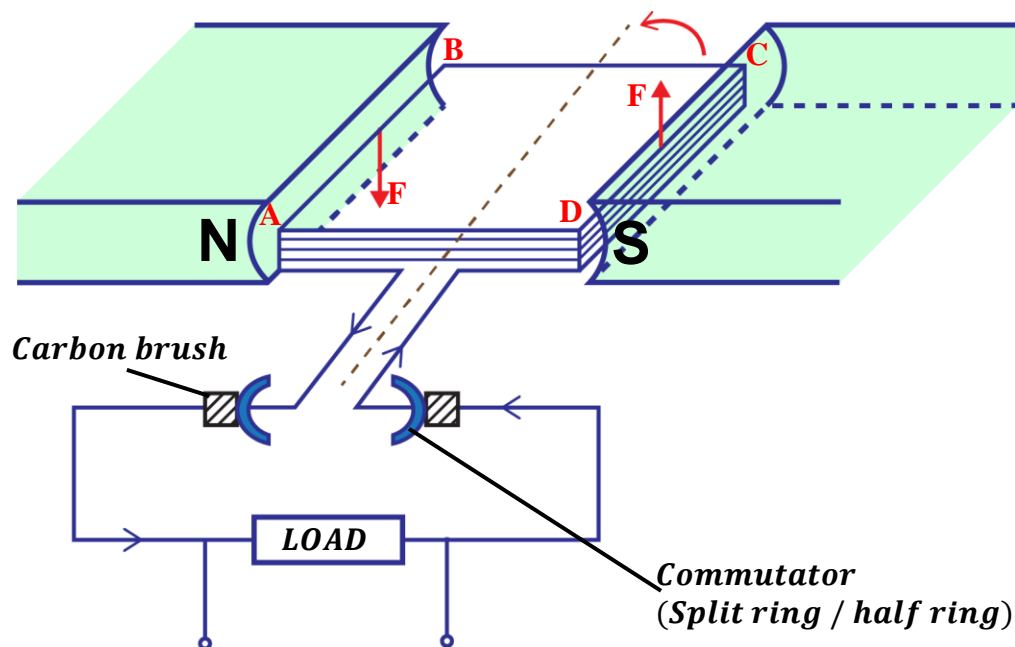 B
C
F
F
A
D
N
S
Carbon brush
LOAD
Commutator
(Split ring / half ring)